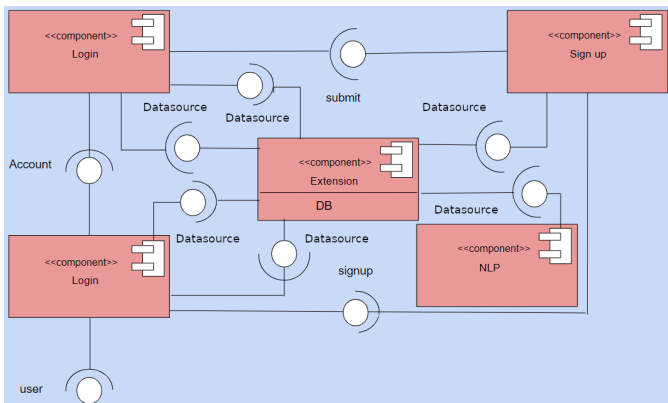 <<component>>
Login
<<component>>
Sign up
submit
Datasource
Datasource
Datasource
Account
<<component>>
Extension
DB
Datasource
Datasource
Datasource
<<component>>
Login
<<component>>
NLP
signup
user